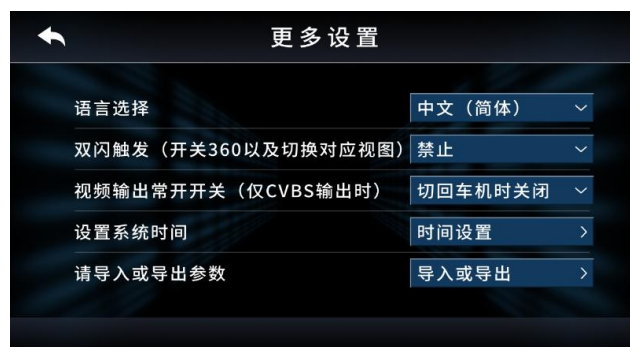 更多设置
语言选择 中文（简体）
双闪触发（开关360以及切换对应视图） 禁止
视频输出常开开关（仅CVBS输出时） 切回车机时关闭
设置系统时间 时间设置
请导入或导出参数 导入或导出